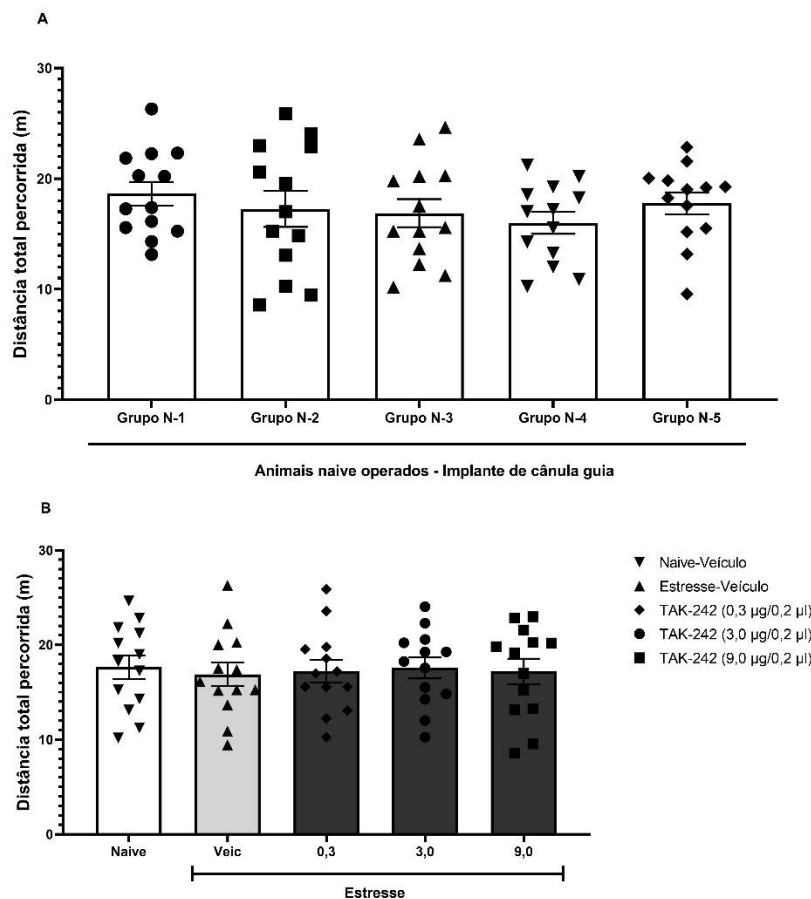 A
Distância total percorrida (m)
30
20
10
0
Grupo N-1 Grupo N-2 Grupo N-3 Grupo N-4 Grupo N-5
Animais naive operados - Implante de cânula guia
B
Distância total percorrida (m)
30
20
10
0
Naive Veic 0,3 3,0 9,0
Estresse
Naive-Veículo
Estresse-Veículo
TAK-242 (0,3 µg/0,2 µl)
TAK-242 (3,0 µg/0,2 µl)
TAK-242 (9,0 µg/0,2 µl)